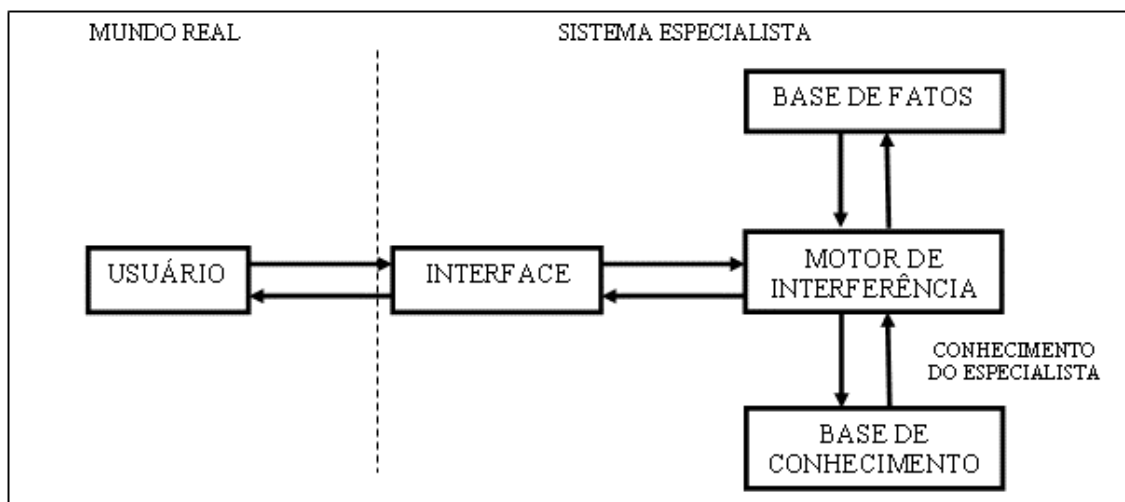 MUNDO REAL
SISTEMA ESPECIALISTA
BASE DE FATOS
USUÁRIO
INTERFACE
MOTOR DE
INTERFERÊNCIA
CONHECIMENTO
DO ESPECIALISTA
BASE DE
CONHECIMENTO